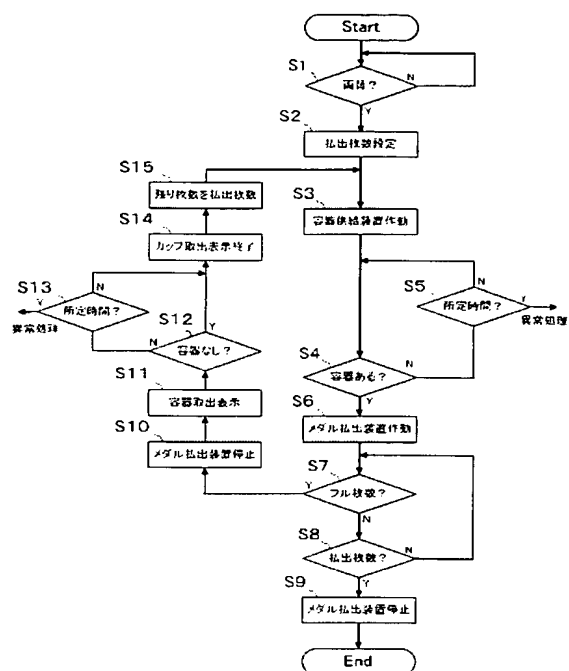 Start
S1
両替?
N
Y
S2
払出枚数設定
S15
残り枚数を払出枚数
S3
容器供給装置作動
S14
カップ取出表示終了
S13
Y
所定時間?
N
異常処理
S5
N
所定時間?
Y
異常処理
S12
Y
容器なし?
N
S4
容器ある?
N
Y
S11
容器取出表示
S6
メダル払出装置作動
S10
メダル払出装置停止
S7
Y
フル枚数?
N
S8
払出枚数?
N
Y
S9
メダル払出装置停止
End